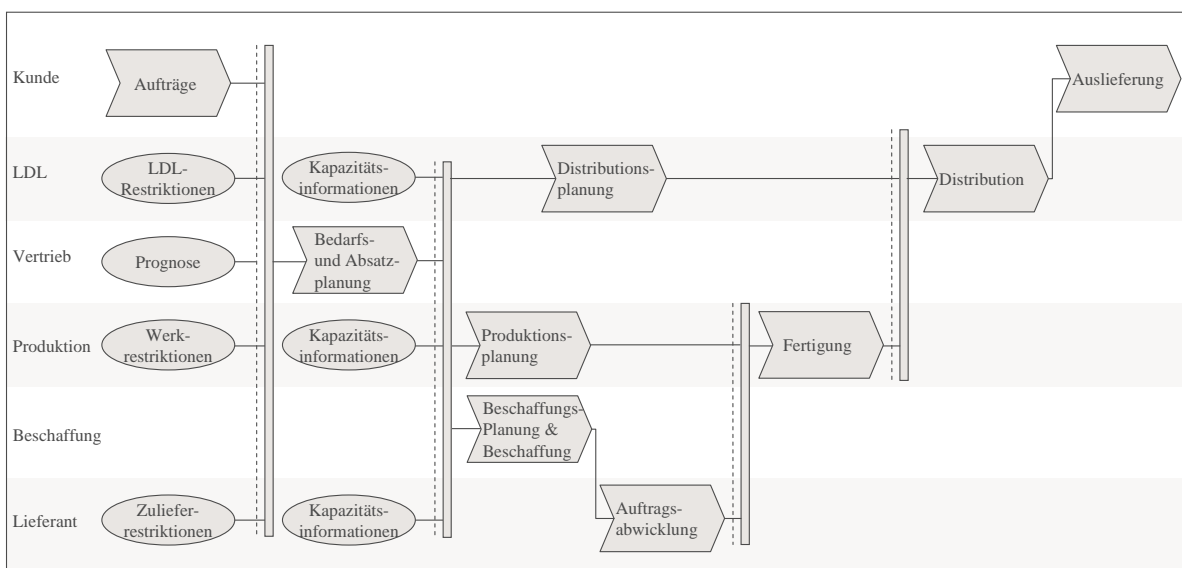 Kunde
Aufträge
Auslieferung
LDL
LDL-
Restriktionen
Kapazitäts-
informationen
Distributions-
planung
Distribution
Vertrieb
Prognose
Bedarfs-
und Absatz-
planung
Produktion
Werk-
restriktionen
Kapazitäts-
informationen
Produktions-
planung
Fertigung
Beschaffung
Beschaffungs-
Planung &
Beschaffung
Lieferant
Zuliefer-
restriktionen
Kapazitäts-
informationen
Auftrags-
abwicklung